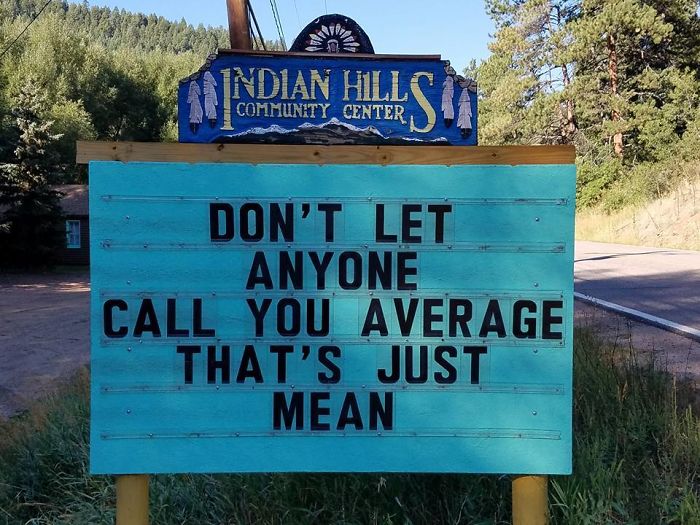 INDIAN HILLS
COMMUNITY CENTER
DON'T LET
ANYONE
CALL YOU AVERAGE
THAT'S JUST
MEAN